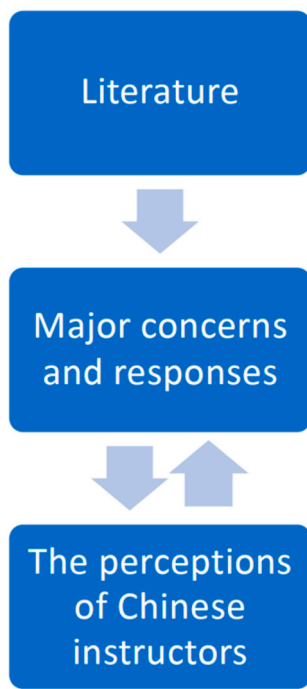 Literature
Major concerns
and responses
The perceptions
of Chinese
instructors